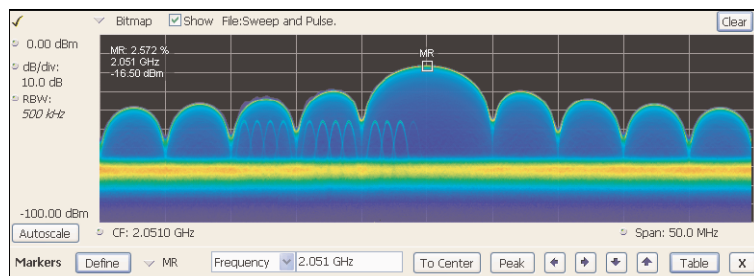 Bitmap Show File:Sweep and Pulse. Clear
0.00 dBm
dB/div:
10.0 dB
RBW:
500 kHz
-100.00 dBm
MR: 2.572 %
2.051 GHz
-16.50 dBm
MR
Autoscale CF: 2.0510 GHz Span: 50.0 MHz
Markers Define MR Frequency 2.051 GHz To Center Peak Table X